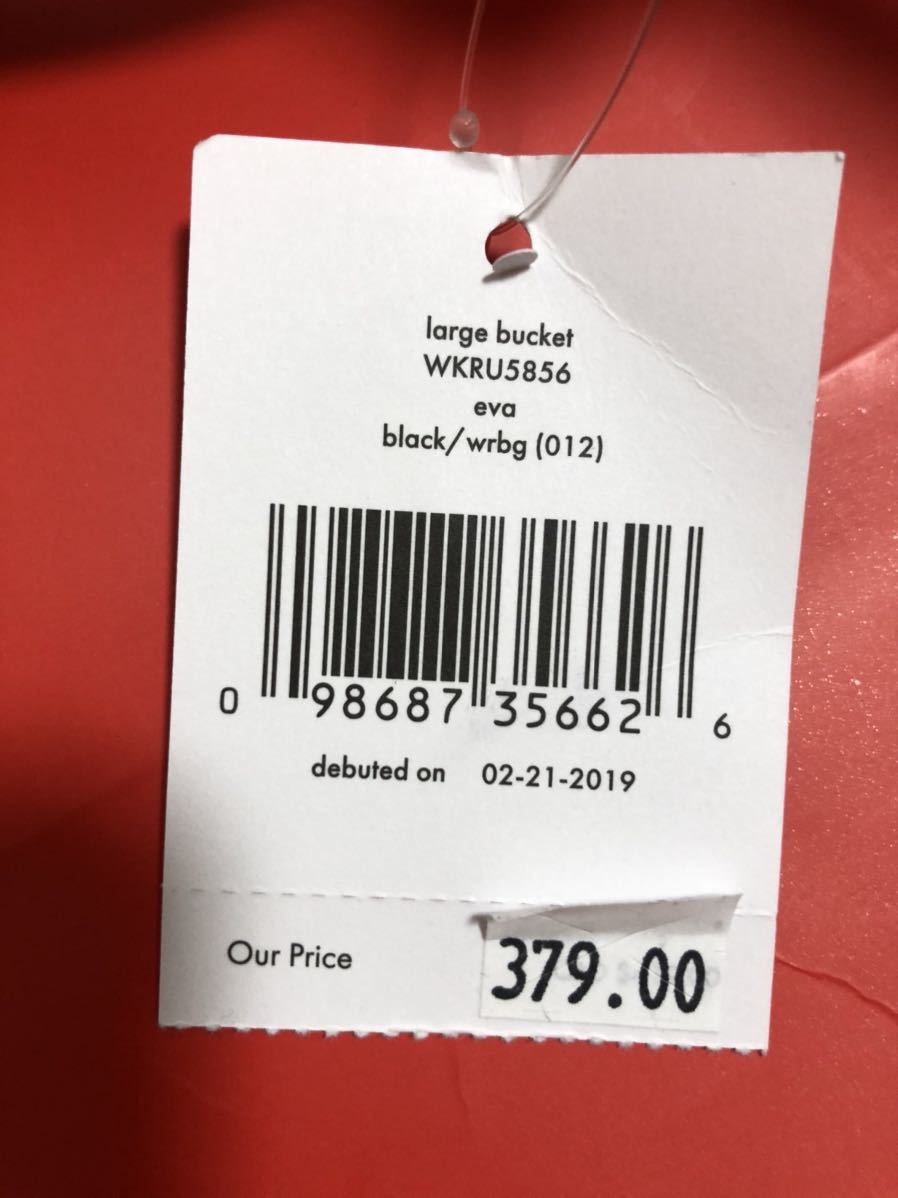 large bucket
WKRU5856
eva
black/wrbg (012)
0 98687 35662 6
debuted on 02-21-2019
Our Price 379.00